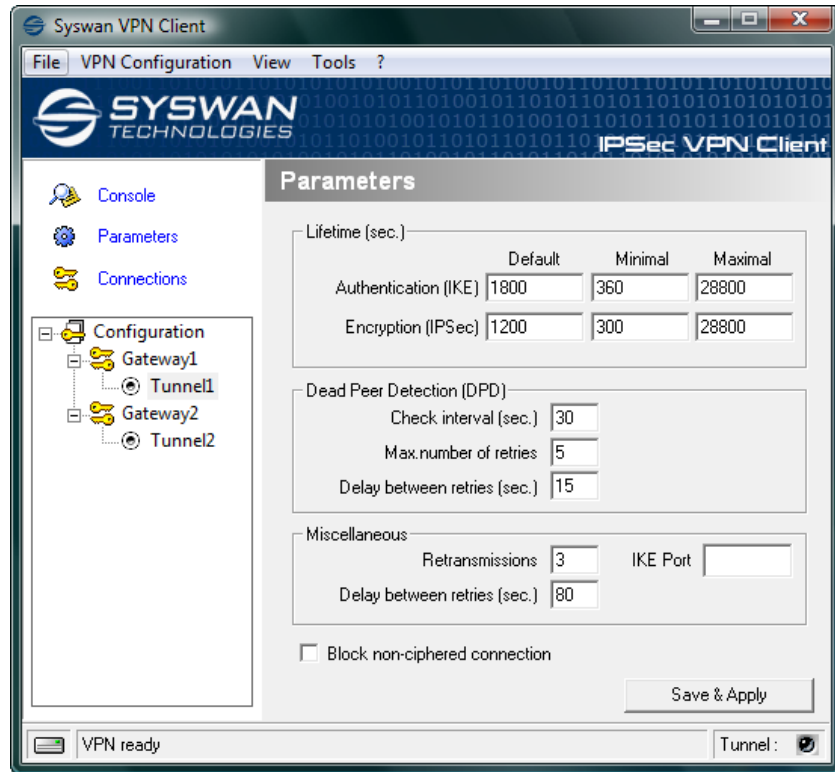 Syswan VPN Client
File VPN Configuration View Tools ?
SYSWAN
TECHNOLOGIES
IPSec VPN Client
Console
Parameters
Connections
Configuration
Gateway1
Tunnel1
Gateway2
Tunnel2
Parameters
Lifetime (sec.)
Default Minimal Maximal
Authentication (IKE) 1800 360 28800
Encryption (IPSec) 1200 300 28800
Dead Peer Detection (DPD)
Check interval (sec.) 30
Max.number of retries 5
Delay between retries (sec.) 15
Miscellaneous
Retransmissions 3 IKE Port
Delay between retries (sec.) 80
Block non-ciphered connection
Save & Apply
VPN ready
Tunnel :